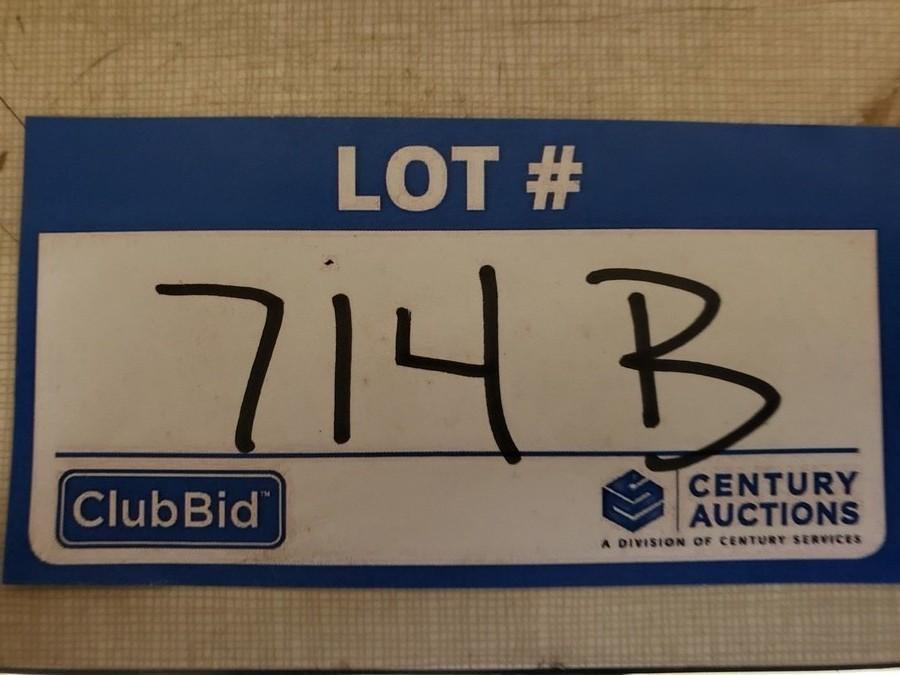 LOT #
714 B
ClubBid™
CENTURY
AUCTIONS
A DIVISION OF CENTURY SERVICES